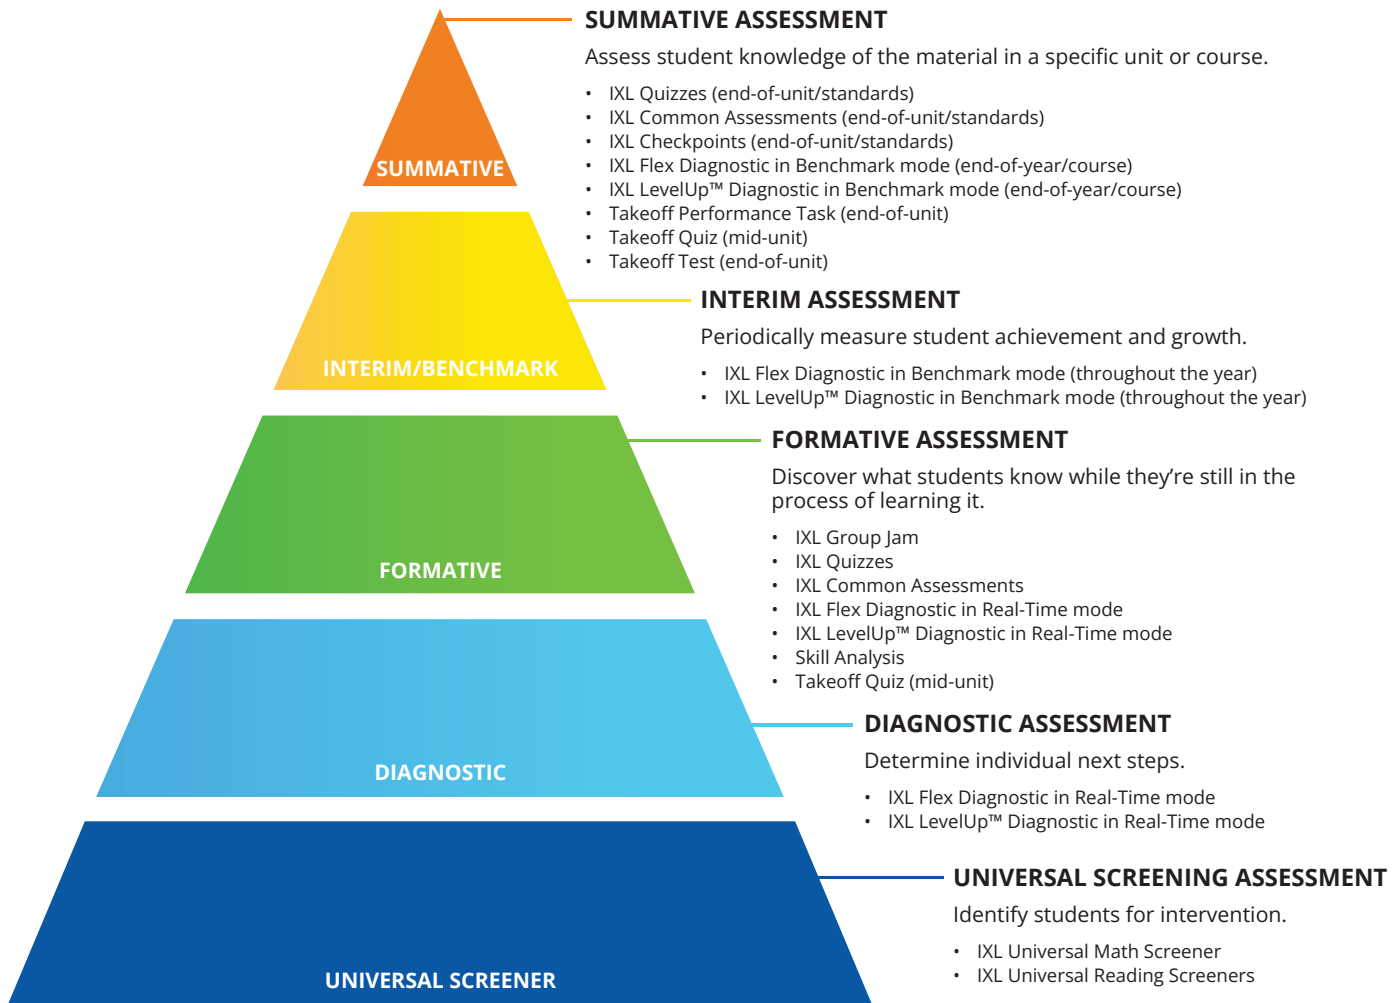 SUMMATIVE ASSESSMENT
Assess student knowledge of the material in a specific unit or course.
• IXL Quizzes (end-of-unit/standards)
• IXL Common Assessments (end-of-unit/standards)
• IXL Checkpoints (end-of-unit/standards)
• IXL Flex Diagnostic in Benchmark mode (end-of-year/course)
• IXL LevelUp™ Diagnostic in Benchmark mode (end-of-year/course)
• Takeoff Performance Task (end-of-unit)
• Takeoff Quiz (mid-unit)
• Takeoff Test (end-of-unit)
SUMMATIVE
INTERIM ASSESSMENT
Periodically measure student achievement and growth.
• IXL Flex Diagnostic in Benchmark mode (throughout the year)
• IXL LevelUp™ Diagnostic in Benchmark mode (throughout the year)
INTERIM/BENCHMARK
FORMATIVE ASSESSMENT
Discover what students know while they're still in the
process of learning it.
• IXL Group Jam
• IXL Quizzes
• IXL Common Assessments
• IXL Flex Diagnostic in Real-Time mode
• IXL LevelUp™ Diagnostic in Real-Time mode
• Skill Analysis
• Takeoff Quiz (mid-unit)
FORMATIVE
DIAGNOSTIC ASSESSMENT
Determine individual next steps.
• IXL Flex Diagnostic in Real-Time mode
• IXL LevelUp™ Diagnostic in Real-Time mode
DIAGNOSTIC
UNIVERSAL SCREENING ASSESSMENT
Identify students for intervention.
• IXL Universal Math Screener
• IXL Universal Reading Screeners
UNIVERSAL SCREENER